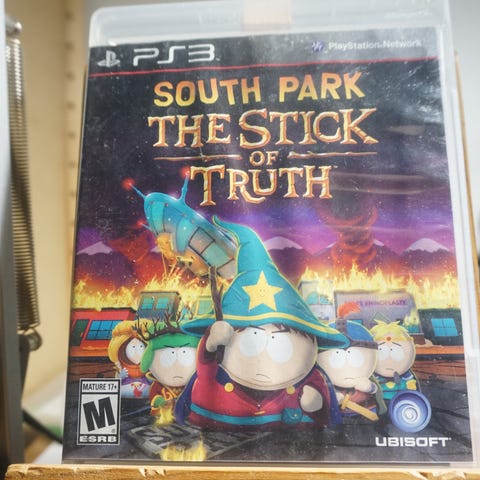 PS3
PlayStation Network
SOUTH PARK
THE STICK
OF
TRUTH
MATURE 17+
M
ESRB
UBISOFT